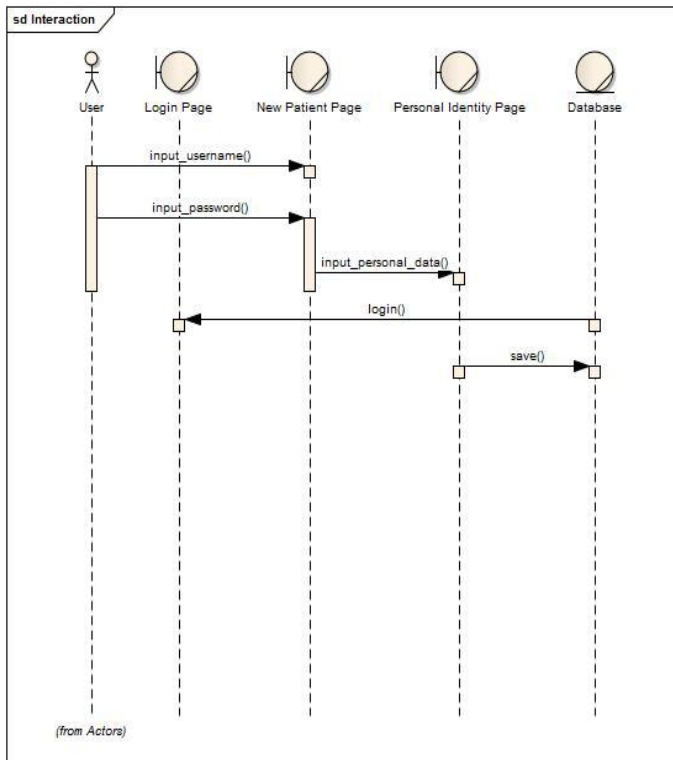 sd Interaction
User
Login Page
New Patient Page
Personal Identity Page
Database
input_username()
input_password()
input_personal_data()
login()
save()
(from Actors)